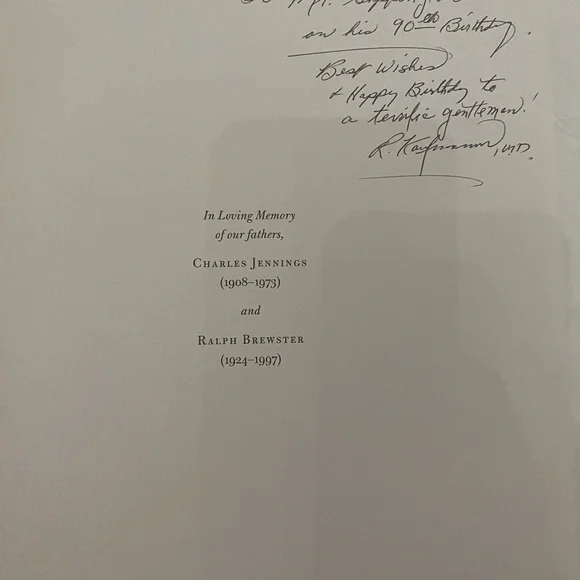 on his 90th Birthday.
Best Wishes
+ Happy Birthday to
a terrific gentleman!
R. Kaufmann, M.D.
In Loving Memory
of our fathers,
CHARLES JENNINGS
(1908–1973)
and
RALPH BREWSTER
(1924–1997)